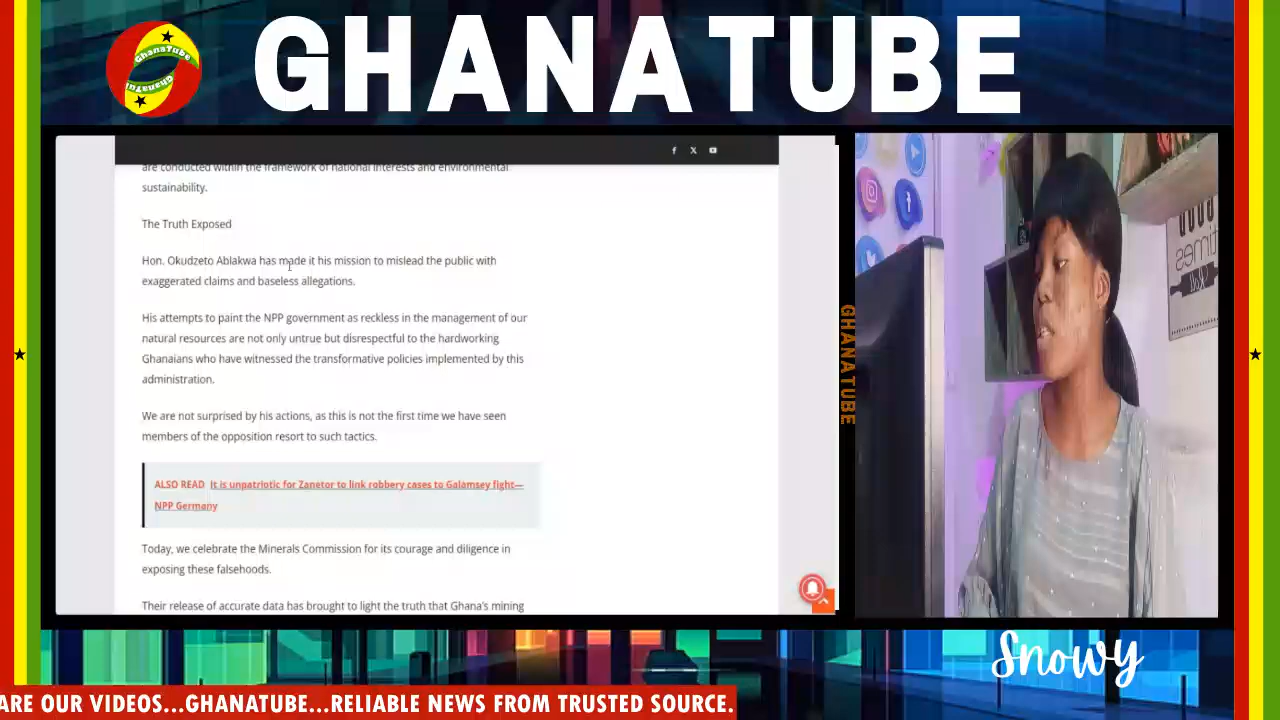 GHANATUBE
GhanaTube
are conducted within the framework of national interests and environmental
sustainability.
The Truth Exposed
Hon. Okudzeto Ablakwa has made it his mission to mislead the public with
exaggerated claims and baseless allegations.
His attempts to paint the NPP government as reckless in the management of our
natural resources are not only untrue but disrespectful to the hardworking
Ghanaians who have witnessed the transformative policies implemented by this
administration.
We are not surprised by his actions, as this is not the first time we have seen
members of the opposition resort to such tactics.
ALSO READ It is unpatriotic for Zanetor to link robbery cases to Galamsey fight—
NPP Germany
Today, we celebrate the Minerals Commission for its courage and diligence in
exposing these falsehoods.
Their release of accurate data has brought to light the truth that Ghana's mining
GHANATUBE
times
Snowy
ARE OUR VIDEOS...GHANATUBE...RELIABLE NEWS FROM TRUSTED SOURCE.